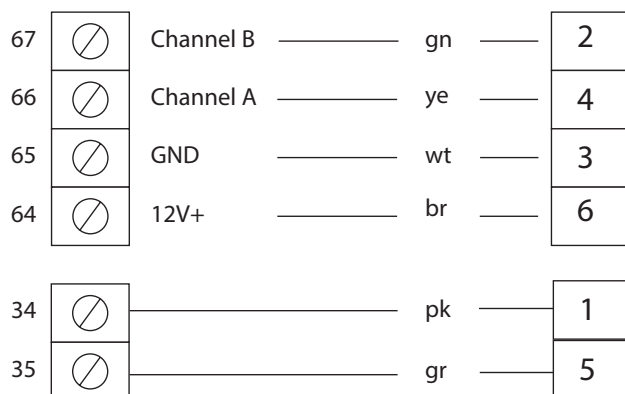 67 Channel B gn 2
66 Channel A ye 4
65 GND wt 3
64 12V+ br 6
34 pk 1
35 gr 5